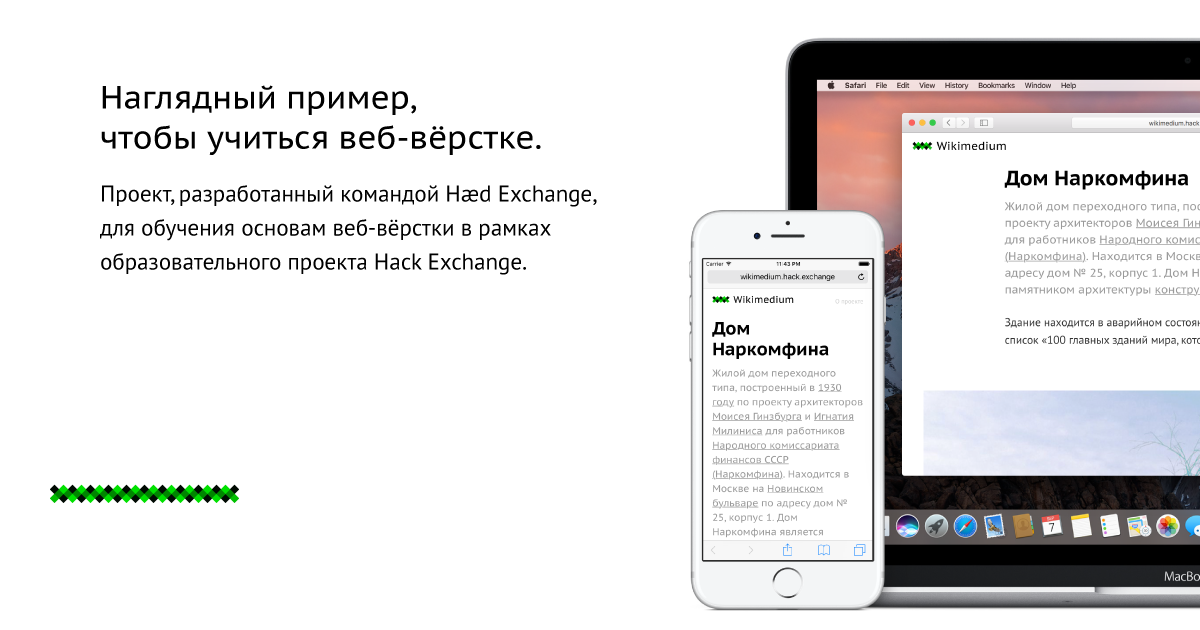 Наглядный пример,
чтобы учиться веб-вёрстке.
Проект, разработанный командой Hæd Exchange,
для обучения основам веб-вёрстки в рамках
образовательного проекта Hack Exchange.
Carrier 11:43 PM
wikimedium.hack.exchange
Wikimedium
Дом
Наркомфина
Жилой дом переходного
типа, построенный в 1930
году по проекту архитекторов
Моисея Гинзбурга и Игнатия
Милиниса для работников
Народного комиссариата
финансов СССР
(Наркомфина). Находится в
Москве на Новинском
бульваре по адресу дом №
25, корпус 1. Дом
Наркомфина является
Safari File Edit View History Bookmarks Window Help
wikimedium.hack
Wikimedium
Дом Наркомфина
Жилой дом переходного типа, пос
проекту архитекторов Моисея Гин
для работников Народного комис
(Наркомфина). Находится в Москв
адресу дом № 25, корпус 1. Дом Н
памятником архитектуры констру
Здание находится в аварийном состоян
список «100 главных зданий мира, кото
7
MacBo